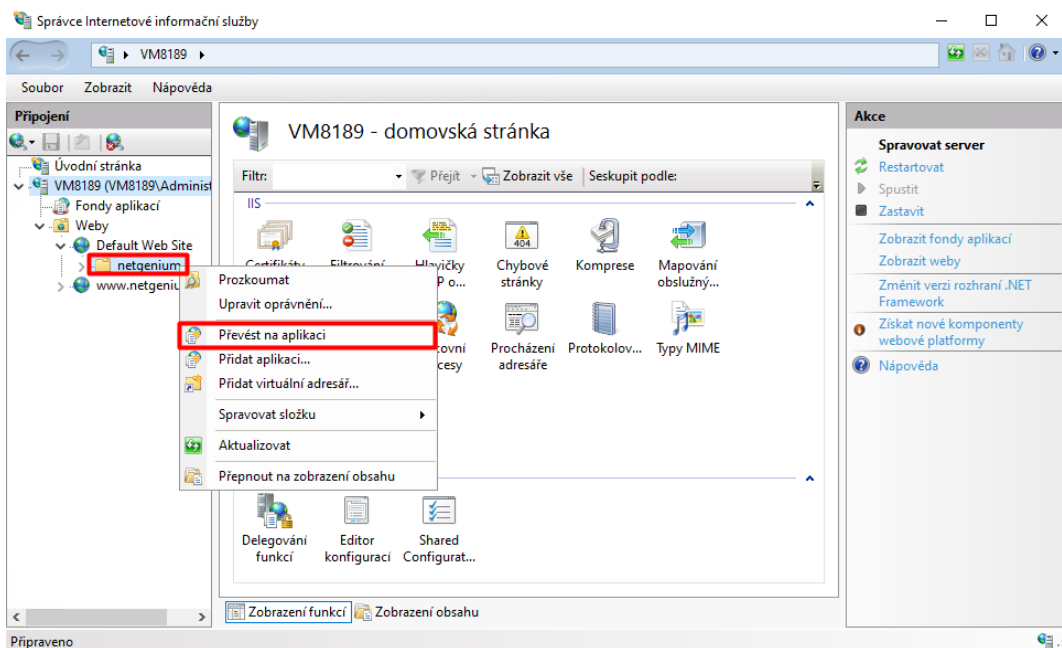 Správce Internetové informační služby
VM8189
Soubor Zobrazit Nápověda
Připojení
Úvodní stránka
VM8189 (VM8189\Administ
Fondy aplikací
Weby
Default Web Site
netgenium
www.netgeniu
Prozkoumat
Upravit oprávnění...
Převést na aplikaci
Přidat aplikaci...
Přidat virtuální adresář...
Spravovat složku
Aktualizovat
Přepnout na zobrazení obsahu
VM8189 - domovská stránka
Filtr: Přejít Zobrazit vše Seskupit podle:
IIS
Certifikáty Filtrování Hlavičky Chybové Komprese Mapování
P o... stránky obslužný...
404
Procházení Protokolov... Typy MIME
cesy adresáře
Delegování Editor Shared
funkcí konfigurací Configurat...
Zobrazení funkcí Zobrazení obsahu
Akce
Spravovat server
Restartovat
Spustit
Zastavit
Zobrazit fondy aplikací
Zobrazit weby
Změnit verzi rozhraní .NET
Framework
Získat nové komponenty
webové platformy
Nápověda
Připraveno